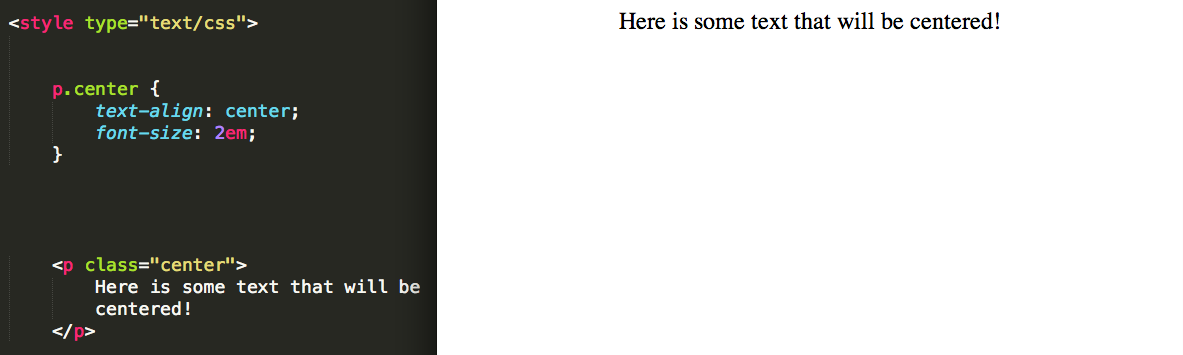 <style type="text/css">
p.center {
text-align: center;
font-size: 2em;
}
<p class="center">
Here is some text that will be
centered!
</p>
Here is some text that will be centered!